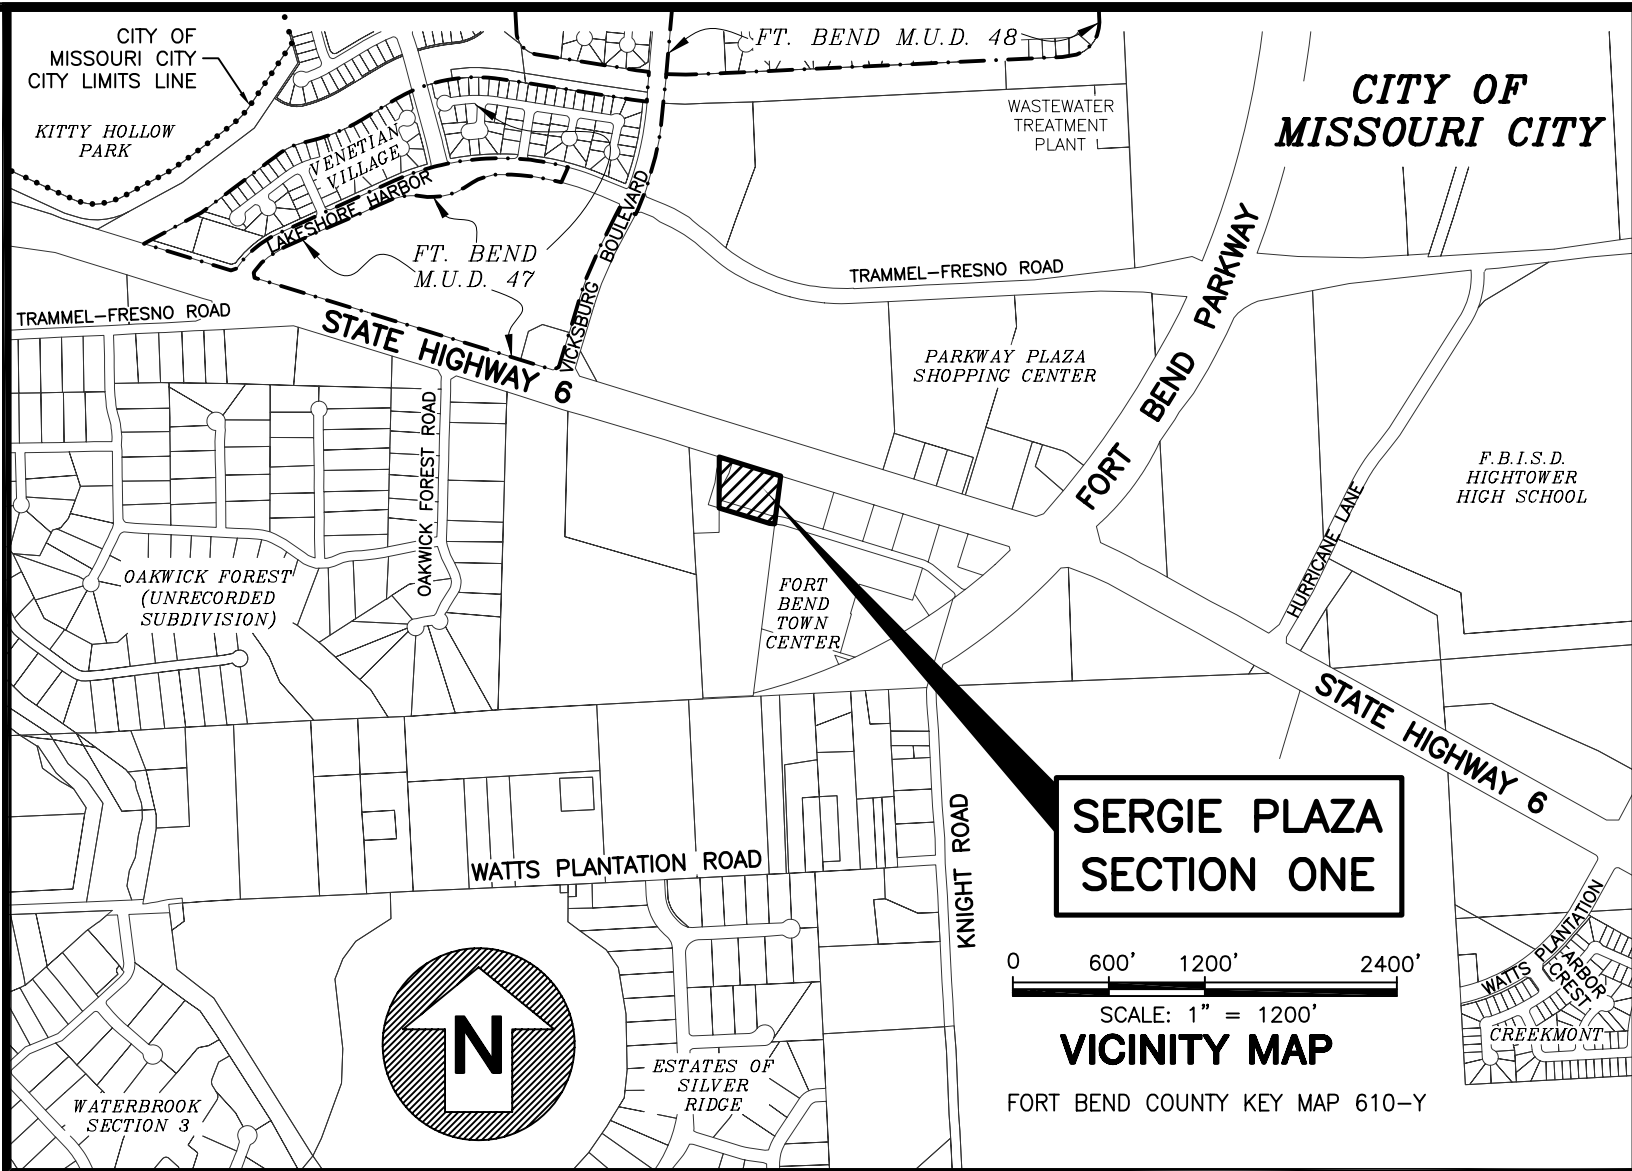 CITY OF
MISSOURI CITY
CITY LIMITS LINE
KITTY HOLLOW
PARK
FT. BEND M.U.D. 48
WASTEWATER
TREATMENT
PLANT
CITY OF
MISSOURI CITY
VENETIAN
VILLAGE
LAKESHORE HARBOR
FT. BEND
M.U.D. 47
VICKSBURG BOULEVARD
TRAMMEL-FRESNO ROAD
TRAMMEL-FRESNO ROAD
STATE HIGHWAY 6
FORT BEND PARKWAY
PARKWAY PLAZA
SHOPPING CENTER
F.B.I.S.D.
HIGHTOWER
HIGH SCHOOL
HURRICANE LANE
OAKWICK FOREST ROAD
OAKWICK FOREST
(UNRECORDED
SUBDIVISION)
FORT
BEND
TOWN
CENTER
STATE HIGHWAY 6
SERGIE PLAZA
SECTION ONE
WATTS PLANTATION ROAD
KNIGHT ROAD
WATTS PLANTATION
ARBOR
CREST
CREEKMONT
N
ESTATES OF
SILVER
RIDGE
WATERBROOK
SECTION 3
0 600' 1200' 2400'
SCALE: 1" = 1200'
VICINITY MAP
FORT BEND COUNTY KEY MAP 610-Y